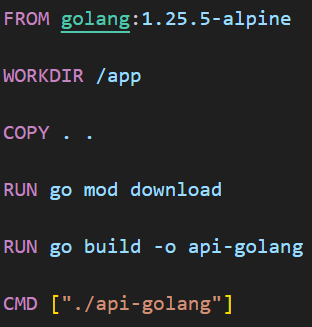 FROM golang:1.25.5-alpine
WORKDIR /app
COPY . .
RUN go mod download
RUN go build -o api-golang
CMD ["./api-golang"]